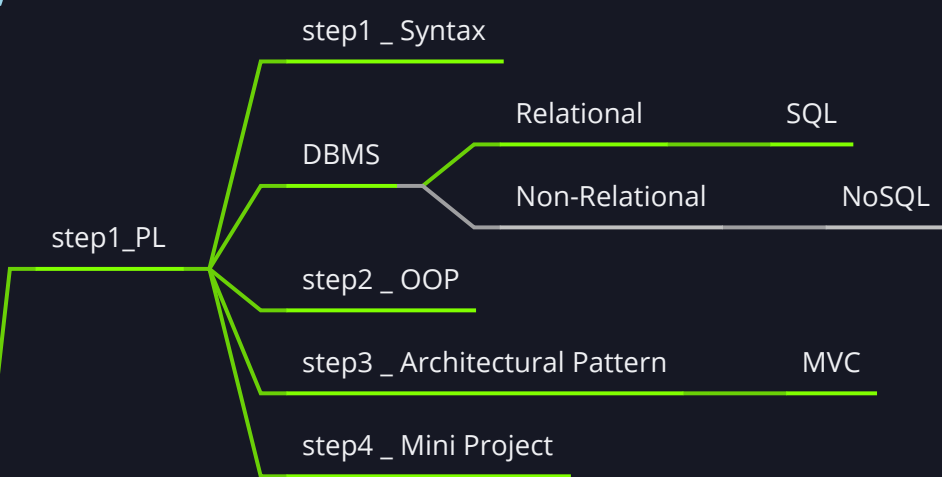 step1 _ Syntax
Relational
SQL
DBMS
Non-Relational
NoSQL
step1_PL
step2 _ OOP
step3 _ Architectural Pattern
MVC
step4 _ Mini Project